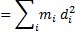 = ∑ᵢ mᵢ dᵢ²